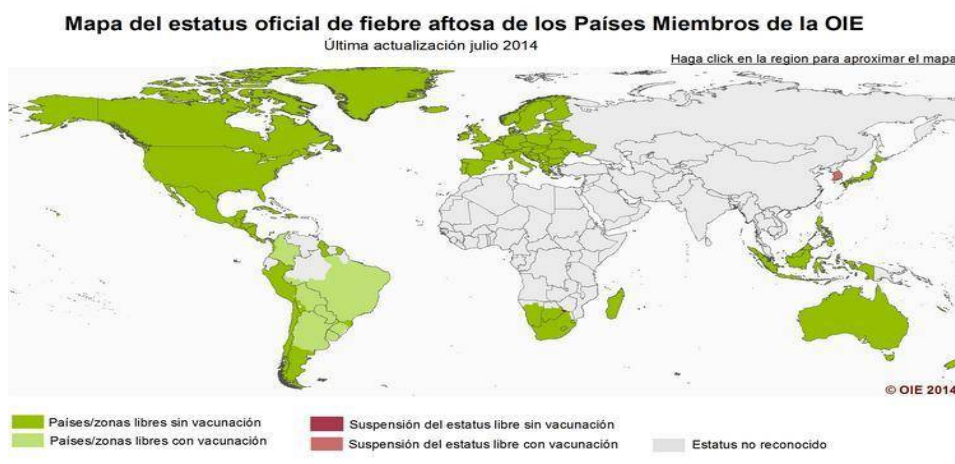 Mapa del estatus oficial de fiebre aftosa de los Países Miembros de la OIE
Última actualización julio 2014
Haga click en la region para aproximar el mapa
© OIE 2014
Países/zonas libres sin vacunación
Países/zonas libres con vacunación
Suspensión del estatus libre sin vacunación
Suspensión del estatus libre con vacunación
Estatus no reconocido